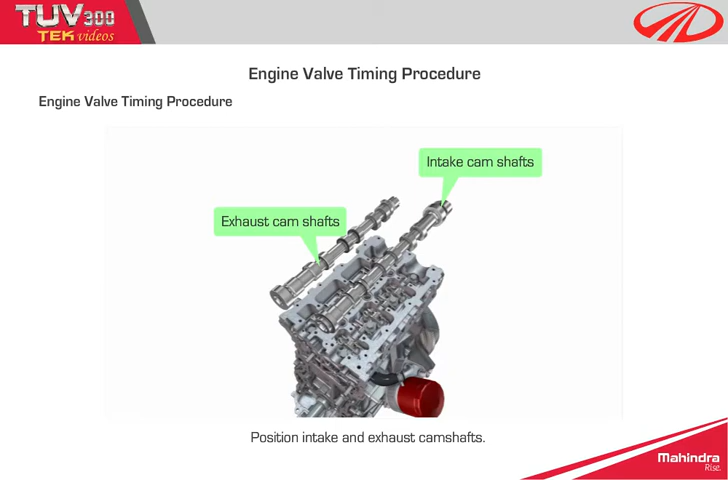 TUV300
TEK videos
Engine Valve Timing Procedure
Engine Valve Timing Procedure
Intake cam shafts
Exhaust cam shafts
Position intake and exhaust camshafts.
Mahindra
Rise.